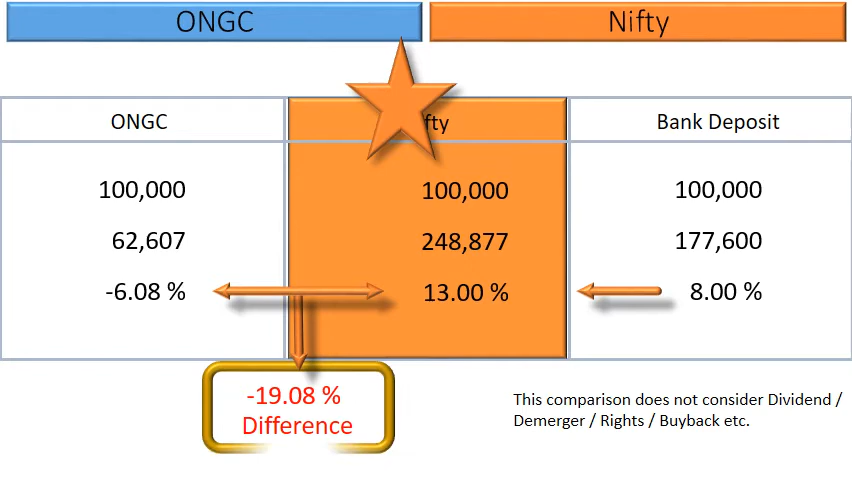 ONGC
Nifty
ONGC
fty
Bank Deposit
100,000
100,000
100,000
62,607
248,877
177,600
-6.08 %
13.00 %
8.00 %
-19.08 %
Difference
This comparison does not consider Dividend /
Demerger / Rights / Buyback etc.